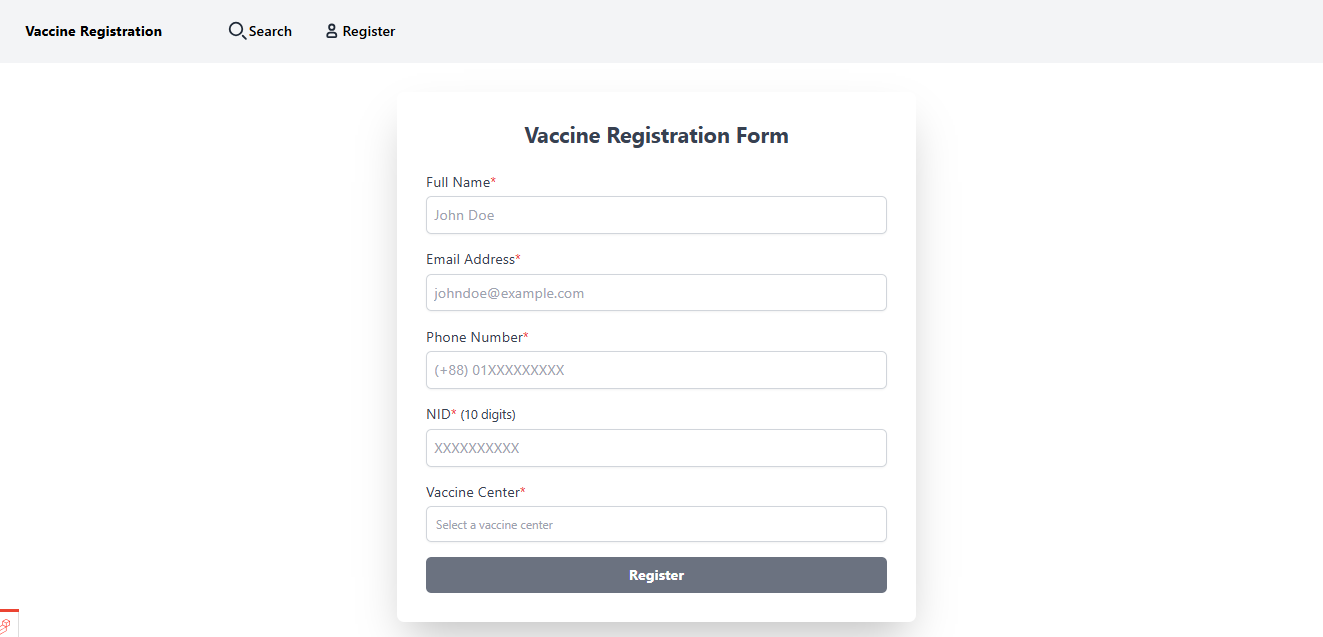 Vaccine Registration
Search
Register
Vaccine Registration Form
Full Name*
John Doe
Email Address*
johndoe@example.com
Phone Number*
(+88) 01XXXXXXXXX
NID* (10 digits)
XXXXXXXXXX
Vaccine Center*
Select a vaccine center
Register